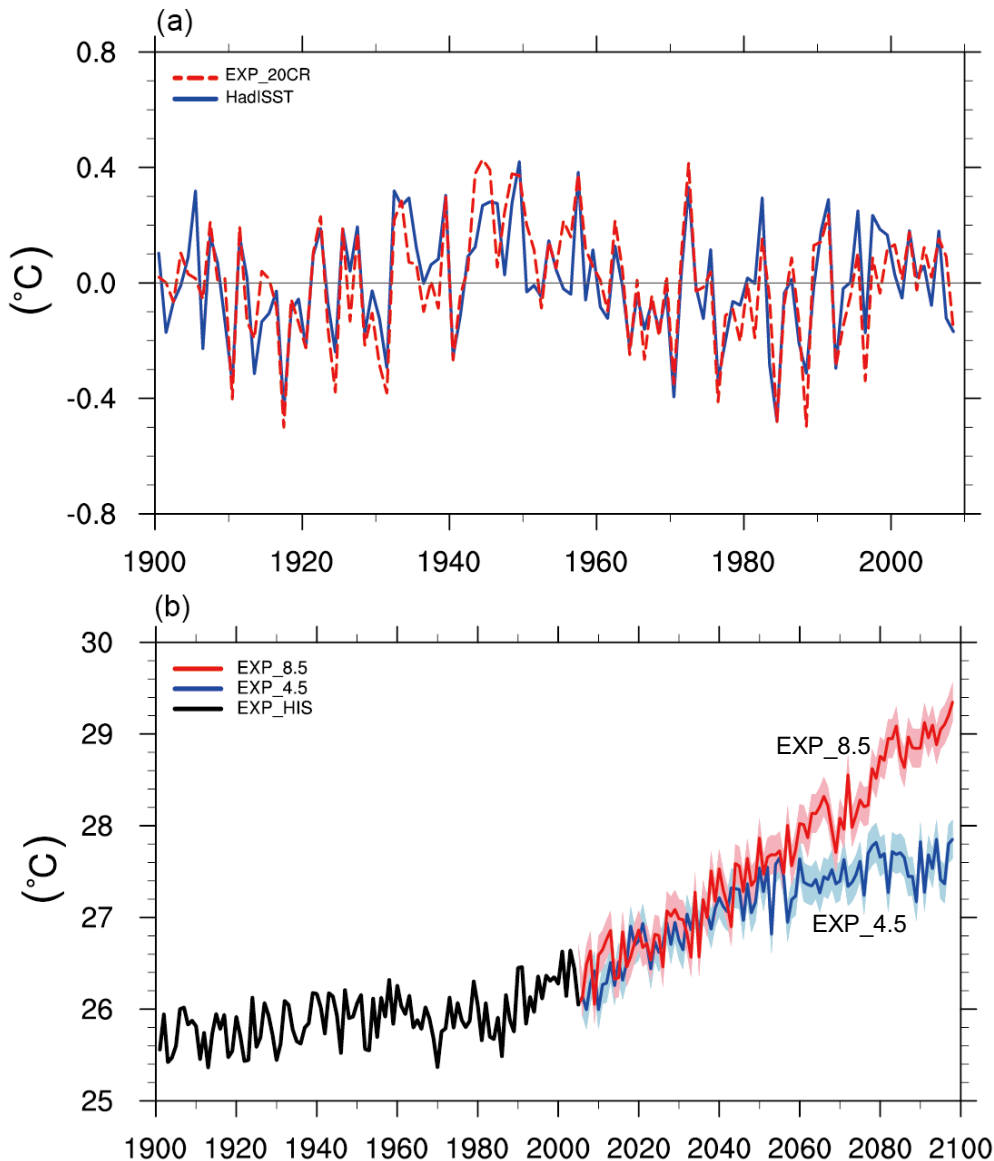 (a)
0.8
EXP_20CR
HadISST
0.4
(°C)
0.0
-0.4
-0.8
1900 1920 1940 1960 1980 2000
(b)
30
EXP_8.5
EXP_4.5
EXP_HIS
29
EXP_8.5
28
(°C)
27
EXP_4.5
26
25
1900 1920 1940 1960 1980 2000 2020 2040 2060 2080 2100